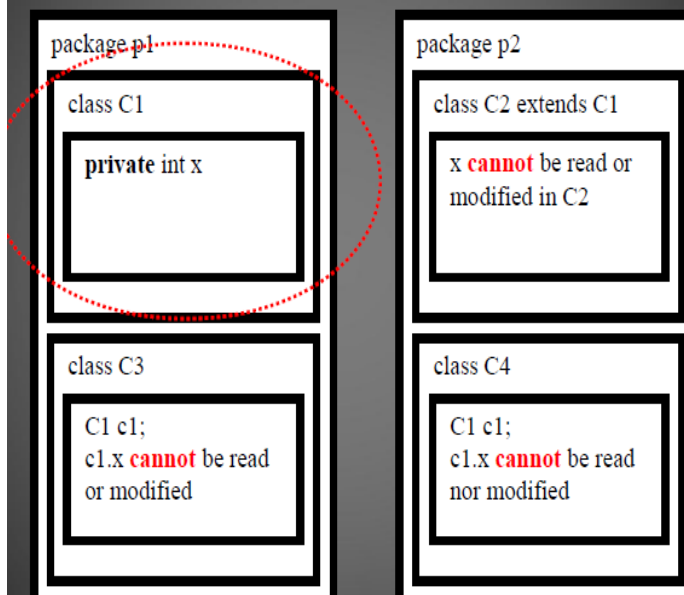 package p1
class C1
private int x
class C3
C1 c1;
c1.x cannot be read
or modified
package p2
class C2 extends C1
x cannot be read or
modified in C2
class C4
C1 c1;
c1.x cannot be read
nor modified